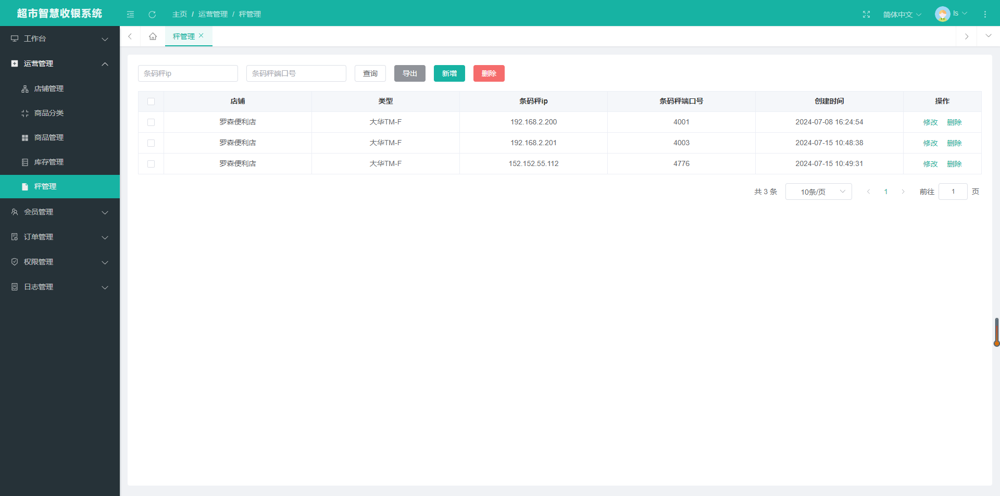 超市智慧收银系统
主页 / 运营管理 / 秤管理
简体中文
ls
工作台
运营管理
店铺管理
商品分类
商品管理
库存管理
秤管理
会员管理
订单管理
权限管理
日志管理
秤管理
条码秤ip 条码秤端口号 查询 导出 新增 删除
店铺 类型 条码秤ip 条码秤端口号 创建时间 操作
罗森便利店 大华TM-F 192.168.2.200 4001 2024-07-08 16:24:54 修改 删除
罗森便利店 大华TM-F 192.168.2.201 4003 2024-07-15 10:48:38 修改 删除
罗森便利店 大华TM-F 152.152.55.112 4776 2024-07-15 10:49:31 修改 删除
共 3 条 10条/页 1 前往 1 页